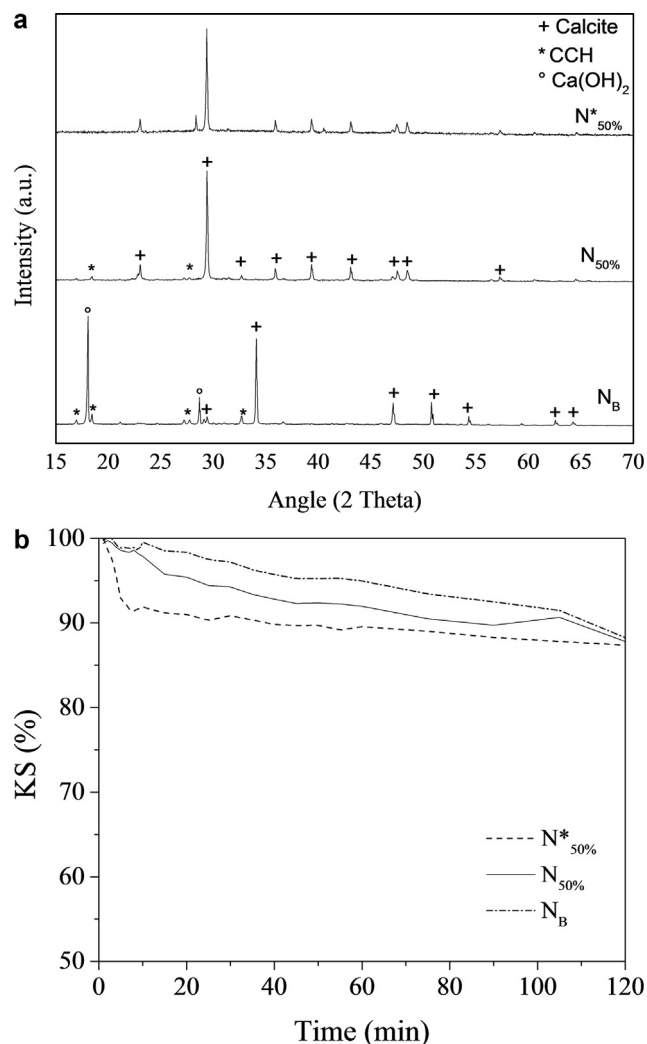 a
+ Calcite
* CCH
° Ca(OH)2
N*50%
N50%
NB
Intensity (a.u.)
15 20 25 30 35 40 45 50 55 60 65 70
Angle (2 Theta)
b
100
90
80
70
60
50
KS (%)
N*50%
N50%
NB
0 20 40 60 80 100 120
Time (min)